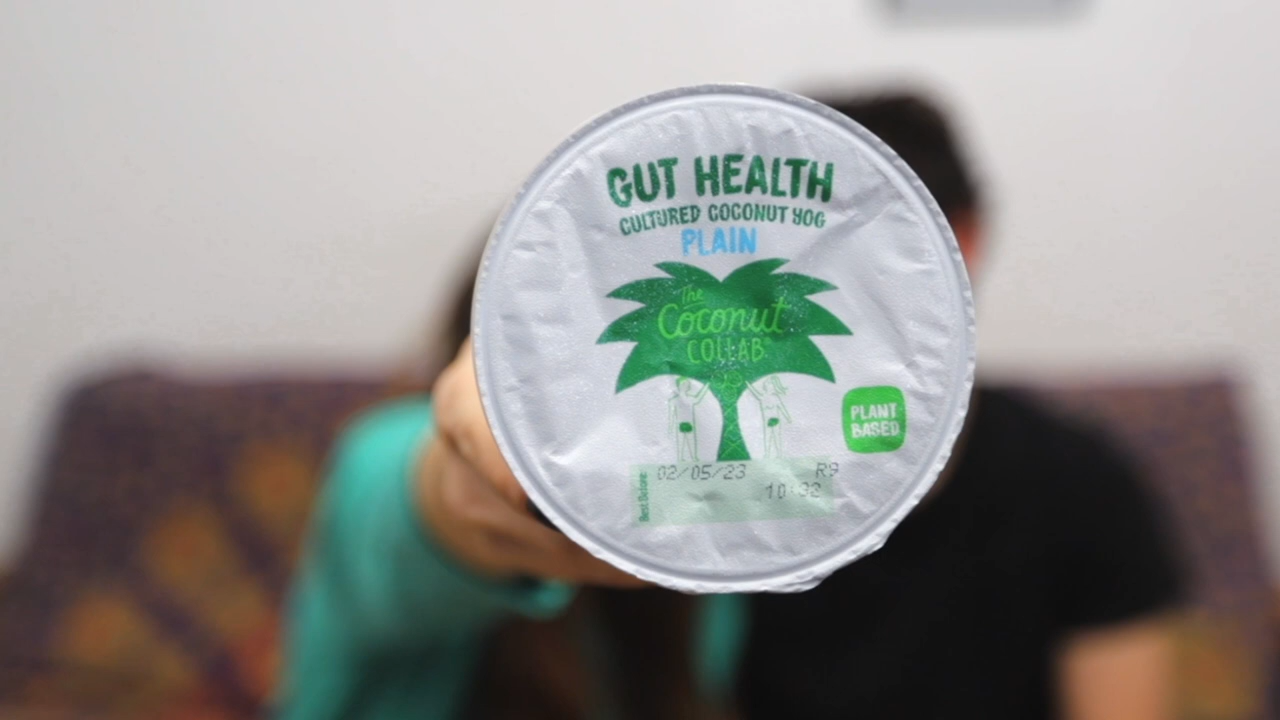 GUT HEALTH
CULTURED COCONUT YOG
PLAIN
The
Coconut
COLLAB
PLANT
BASED
Best Before:
02/05/23 R9
10:32